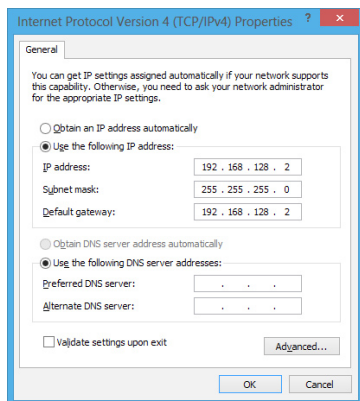 Internet Protocol Version 4 (TCP/IPv4) Properties ? ×
General
You can get IP settings assigned automatically if your network supports
this capability. Otherwise, you need to ask your network administrator
for the appropriate IP settings.
Obtain an IP address automatically
Use the following IP address:
IP address: 192 . 168 . 128 . 2
Subnet mask: 255 . 255 . 255 . 0
Default gateway: 192 . 168 . 128 . 2
Obtain DNS server address automatically
Use the following DNS server addresses:
Preferred DNS server: . . .
Alternate DNS server: . . .
Validate settings upon exit
Advanced...
OK Cancel